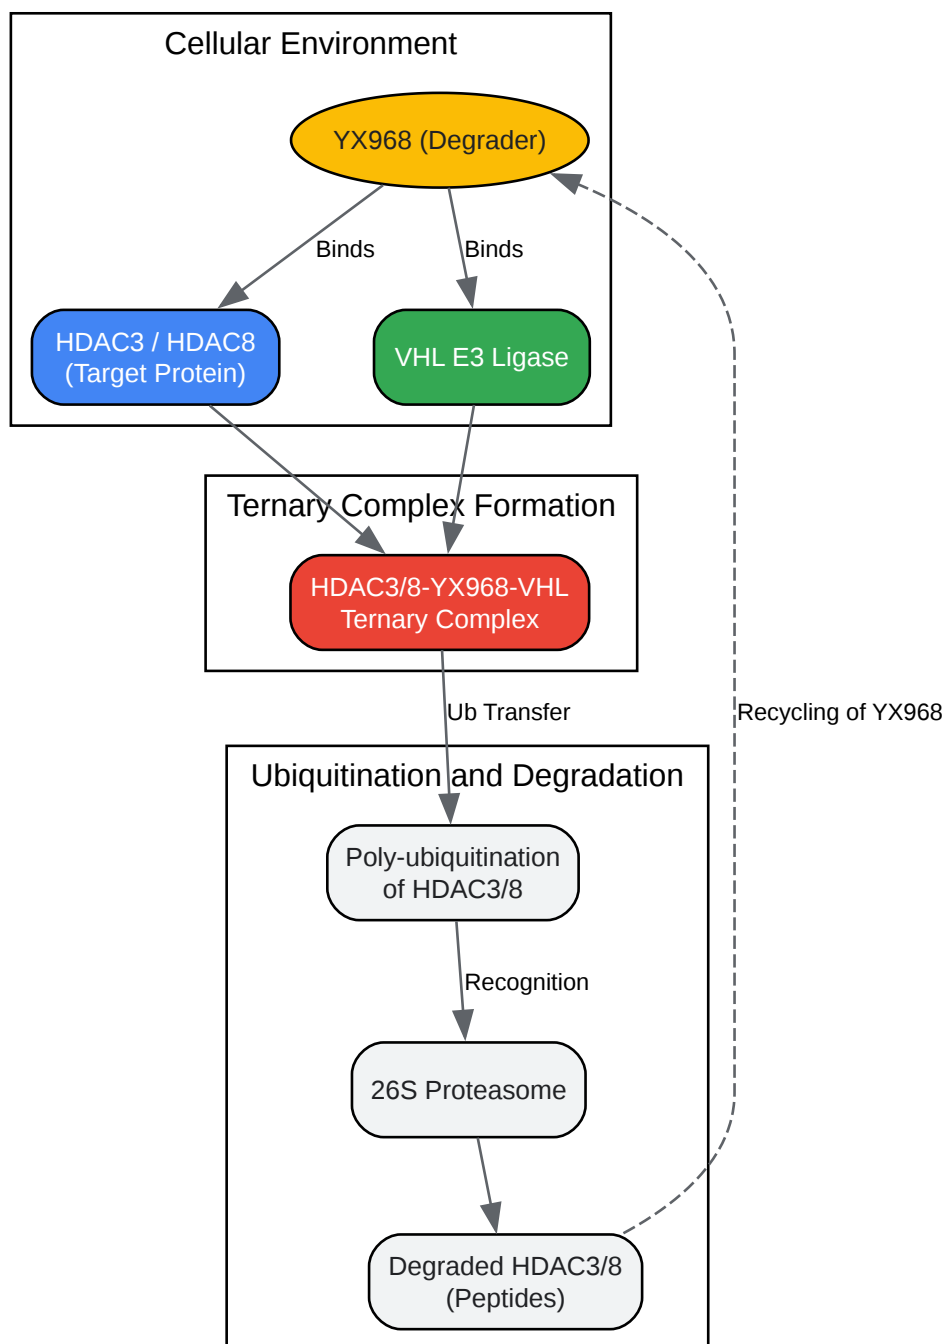 Cellular Environment
YX968 (Degrader)
Binds
Binds
HDAC3 / HDAC8
(Target Protein)
VHL E3 Ligase
Ternary Complex Formation
HDAC3/8-YX968-VHL
Ternary Complex
Ub Transfer
Recycling of YX968
Ubiquitination and Degradation
Poly-ubiquitination
of HDAC3/8
Recognition
26S Proteasome
Degraded HDAC3/8
(Peptides)